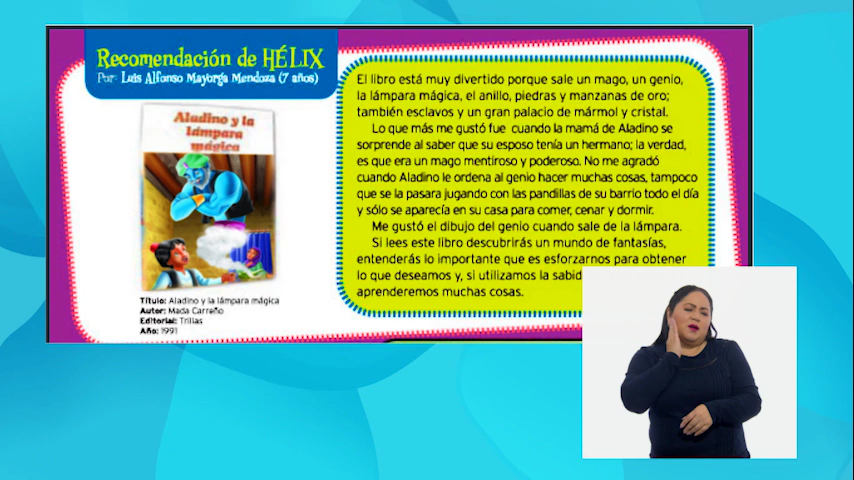 Recomendación de HÉLIX
Por: Luis Alfonso Mayorga Mendoza (7 años)
Aladino y la
lámpara
mágica
Título: Aladino y la lámpara mágica
Autor: Mada Carreño
Editorial: Trillas
Año: 1991
El libro está muy divertido porque sale un mago, un genio,
la lámpara mágica, el anillo, piedras y manzanas de oro;
también esclavos y un gran palacio de mármol y cristal.
Lo que más me gustó fue cuando la mamá de Aladino se
sorprende al saber que su esposo tenía un hermano; la verdad,
es que era un mago mentiroso y poderoso. No me agradó
cuando Aladino le ordena al genio hacer muchas cosas, tampoco
que se la pasara jugando con las pandillas de su barrio todo el día
y sólo se aparecía en su casa para comer, cenar y dormir.
Me gustó el dibujo del genio cuando sale de la lámpara.
Si lees este libro descubrirás un mundo de fantasías,
entenderás lo importante que es esforzarnos para obtener
lo que deseamos y, si utilizamos la sabid
aprenderemos muchas cosas.